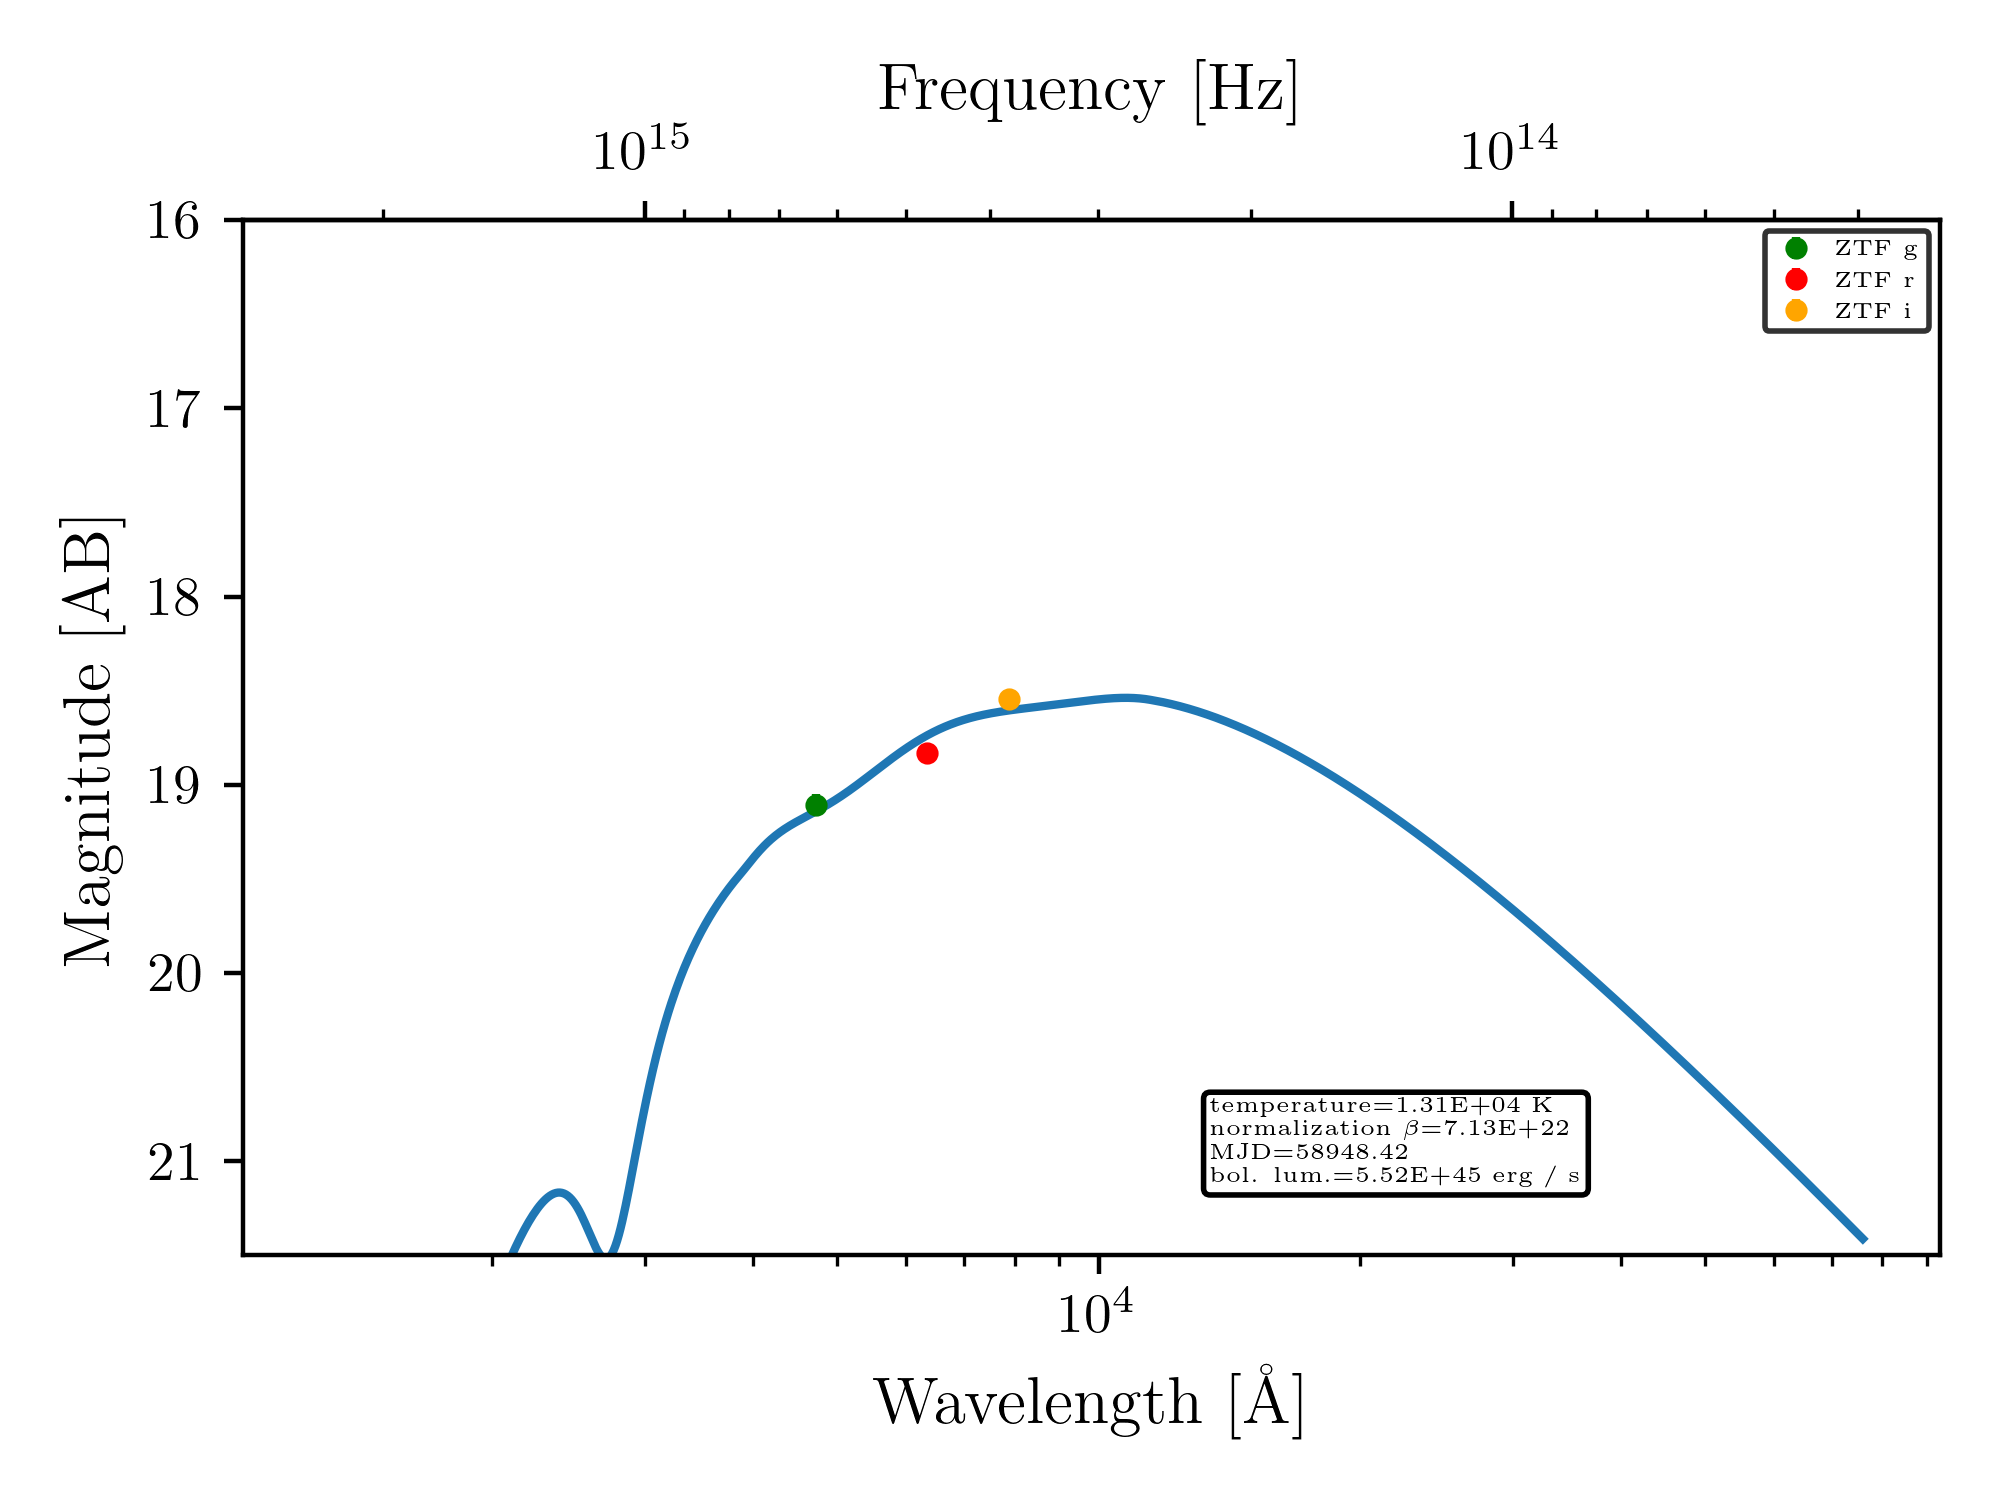 Frequency [Hz]
10^15 10^14
16
17
18
19
20
21
Magnitude [AB]
ZTF g
ZTF r
ZTF i
temperature=1.31E+04 K
normalization β=7.13E+22
MJD=58948.42
bol. lum.=5.52E+45 erg / s
10^4
Wavelength [Å]